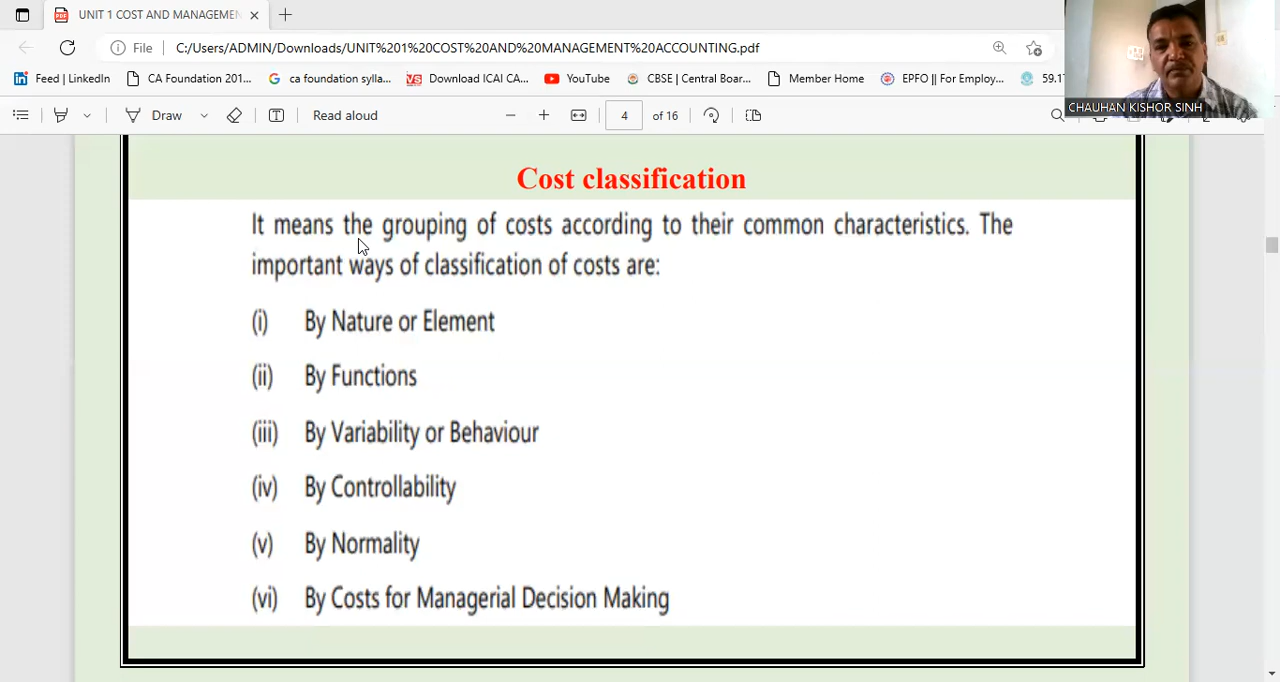 UNIT 1 COST AND MANAGEMEN
File
C:/Users/ADMIN/Downloads/UNIT%201%20COST%20AND%20MANAGEMENT%20ACCOUNTING.pdf
Feed | LinkedIn
CA Foundation 201...
ca foundation sylla...
Download ICAI CA...
YouTube
CBSE | Central Boar...
Member Home
EPFO || For Employ...
59.1
CHAUHAN KISHOR SINH
Draw
Read aloud
4
of 16
Cost classification
It means the grouping of costs according to their common characteristics. The
important ways of classification of costs are:
(i) By Nature or Element
(ii) By Functions
(iii) By Variability or Behaviour
(iv) By Controllability
(v) By Normality
(vi) By Costs for Managerial Decision Making